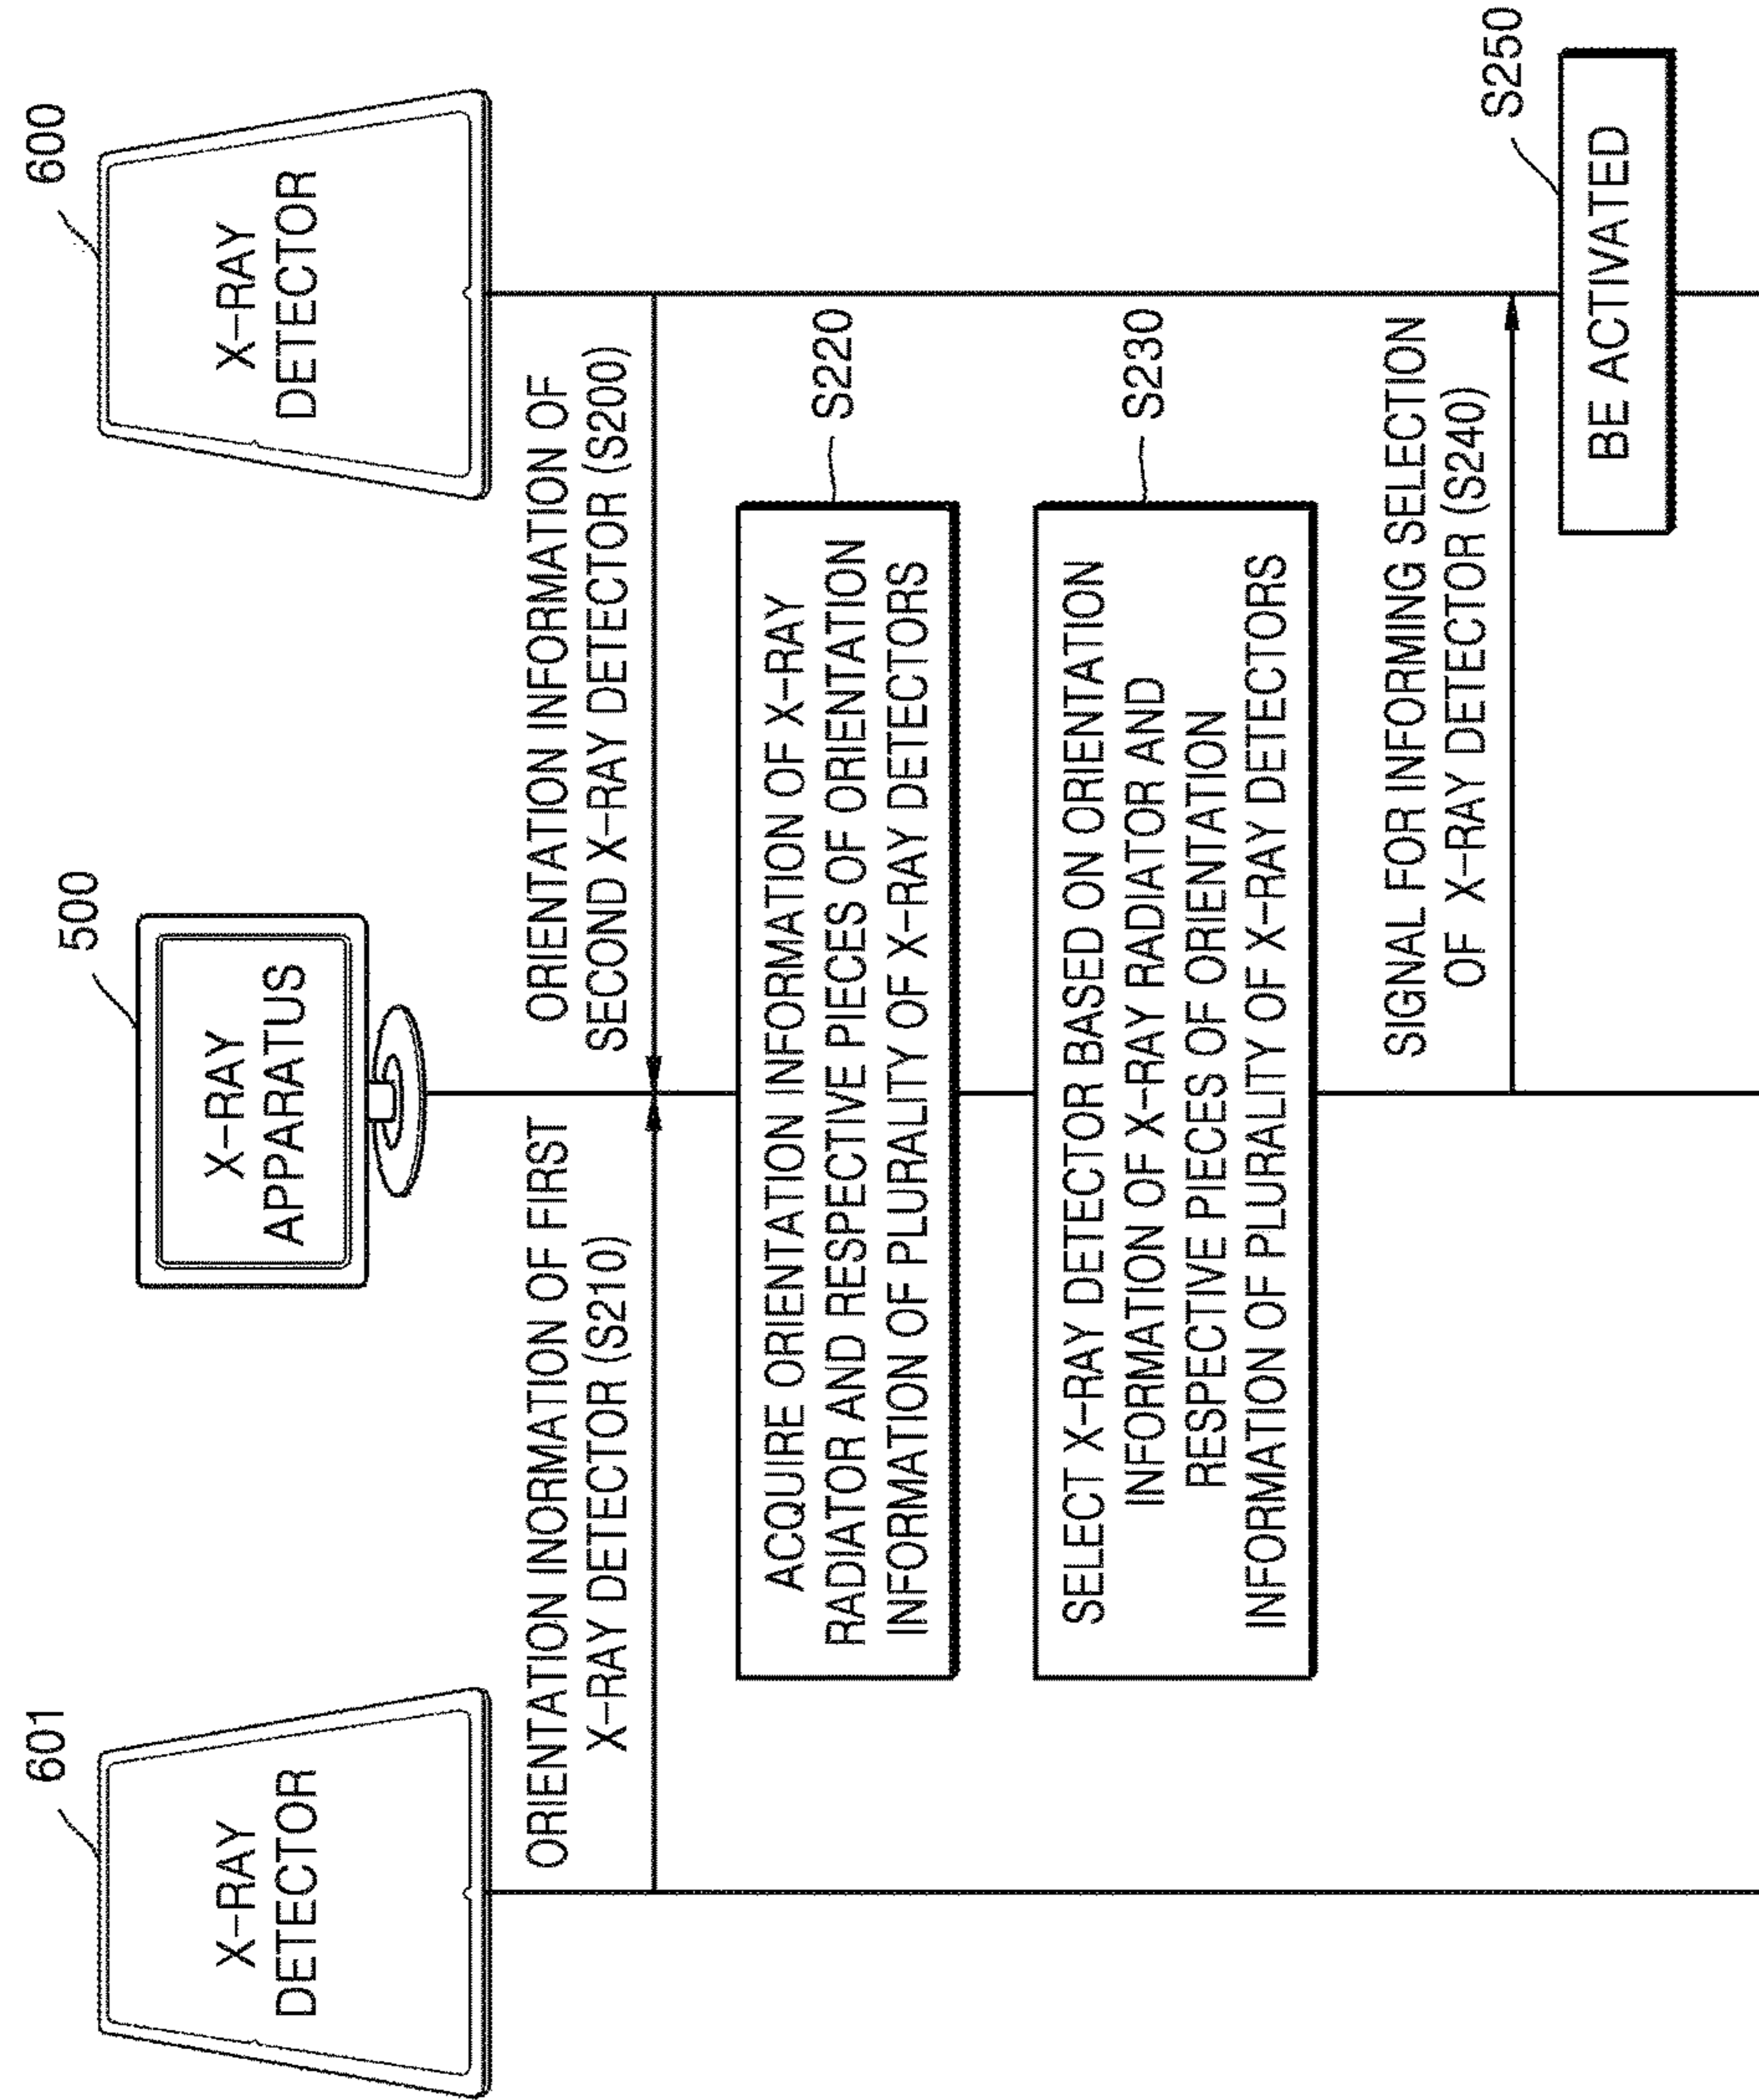 601
X-RAY
DETECTOR
500
X-RAY
APPARATUS
600
X-RAY
DETECTOR
ORIENTATION INORMATION OF FIRST
X-RAY DETECTOR (S210)
ORIENTATION INFORMATION OF
SECOND X-RAY DETECTOR (S200)
ACQUIRE ORIENTATION INFORMATION OF X-RAY
RADIATOR AND RESPECTIVE PIECES OF ORIENTATION
INFORMATION OF PLURALITY OF X-RAY DETECTORS
S220
SELECT X-RAY DETECTOR BASED ON ORIENTATION
INFORMATION OF X-RAY RADIATOR AND
RESPECTIVE PIECES OF ORIENTATION
INFORMATION OF PLURALITY OF X-RAY DETECTORS
S230
SIGNAL FOR INFORMING SELECTION
OF X-RAY DETECTOR (S240)
S250
BE ACTIVATED